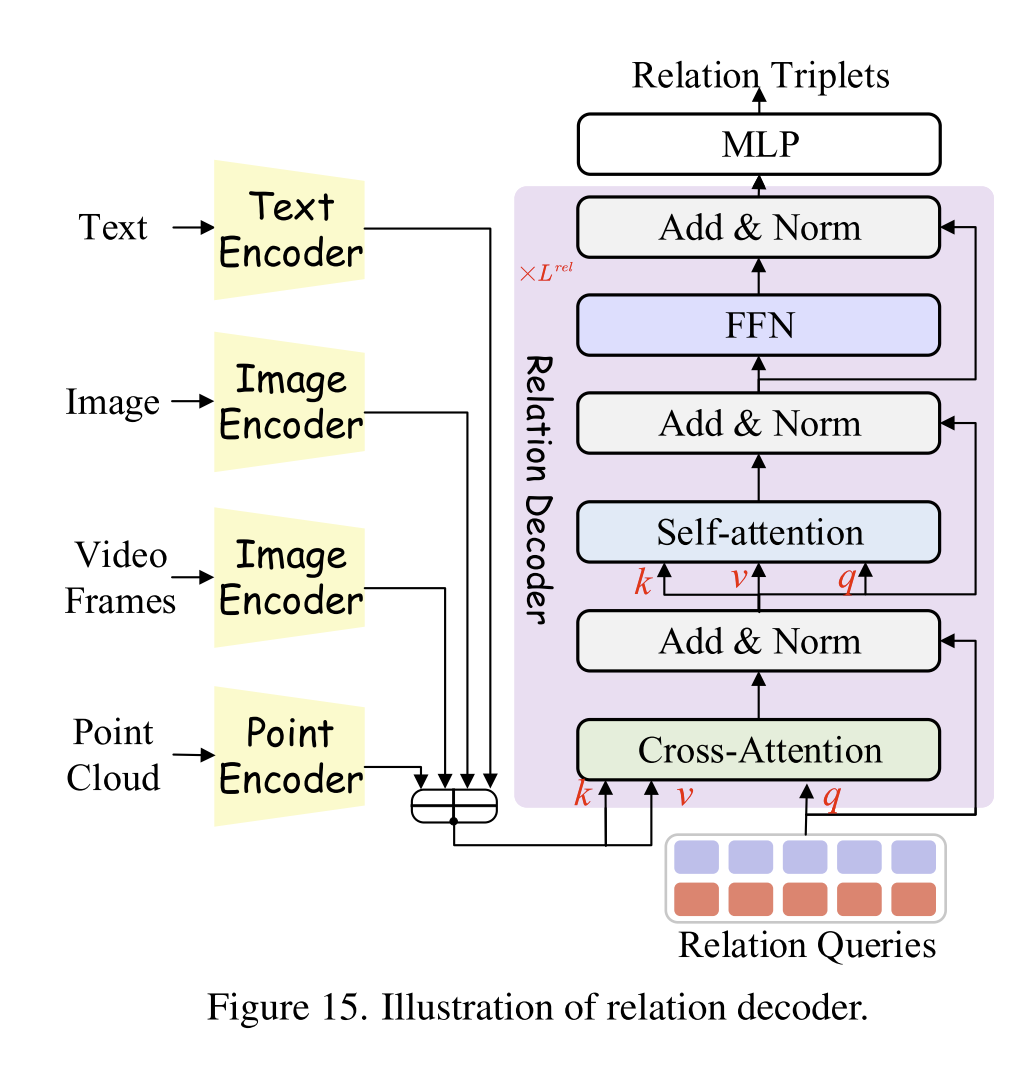 Relation Triplets
MLP
Add & Norm
×L^rel
FFN
Add & Norm
Relation Decoder
Self-attention
k
v
q
Add & Norm
Cross-Attention
k
v
q
Relation Queries
Text
Text
Encoder
Image
Image
Encoder
Video
Frames
Image
Encoder
Point
Cloud
Point
Encoder
Figure 15. Illustration of relation decoder.